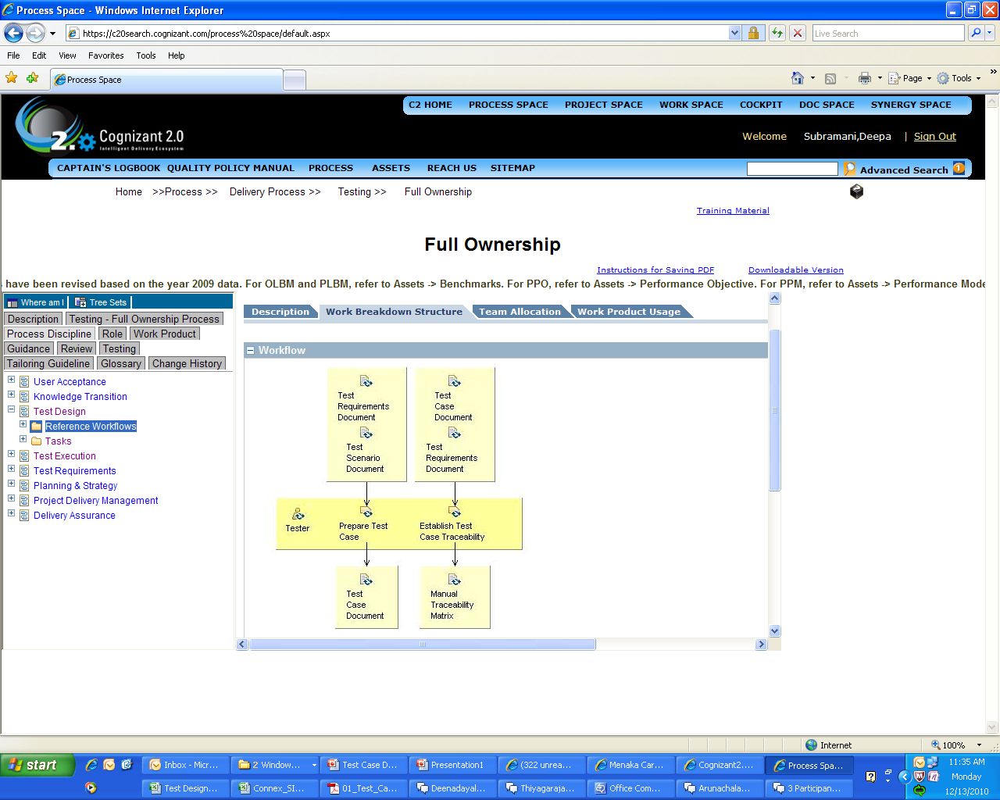 Process Space - Windows Internet Explorer
https://c20search.cognizant.com/process%20space/default.aspx
Live Search
File Edit View Favorites Tools Help
Process Space
Page Tools
C2 HOME PROCESS SPACE PROJECT SPACE WORK SPACE COCKPIT DOC SPACE SYNERGY SPACE
2.0 Cognizant 2.0
Intelligent Delivery Ecosystem
Welcome Subramani,Deepa | Sign Out
CAPTAIN'S LOGBOOK QUALITY POLICY MANUAL PROCESS ASSETS REACH US SITEMAP
Advanced Search 1
Home >>Process >> Delivery Process >> Testing >> Full Ownership
Training Material
Full Ownership
Instructions for Saving PDF Downloadable Version
s have been revised based on the year 2009 data. For OLBM and PLBM, refer to Assets -> Benchmarks. For PPO, refer to Assets -> Performance Objective. For PPM, refer to Assets -> Performance Mode
Where am I Tree Sets
Description Testing - Full Ownership Process
Process Discipline Role Work Product
Guidance Review Testing
Tailoring Guideline Glossary Change History
User Acceptance
Knowledge Transition
Test Design
Reference Workflows
Tasks
Test Execution
Test Requirements
Planning & Strategy
Project Delivery Management
Delivery Assurance
Description Work Breakdown Structure Team Allocation Work Product Usage
Workflow
Test
Requirements
Document
Test
Scenario
Document
Test
Case
Document
Test
Requirements
Document
Tester
Prepare Test
Case
Establish Test
Case Traceability
Test
Case
Document
Manual
Traceability
Matrix
Internet 100%
start
Inbox - Micr... 2 Window... Test Case D... Presentation1 (322 unrea... Menaka Car... Cognizant2.... Process Spa...
Test Design... Connex_SI... 01_Test_Ca... Deenadayal... Thiyagaraja... Office Com... Arunachala... 3 Participan...
11:35 AM
Monday
12/13/2010